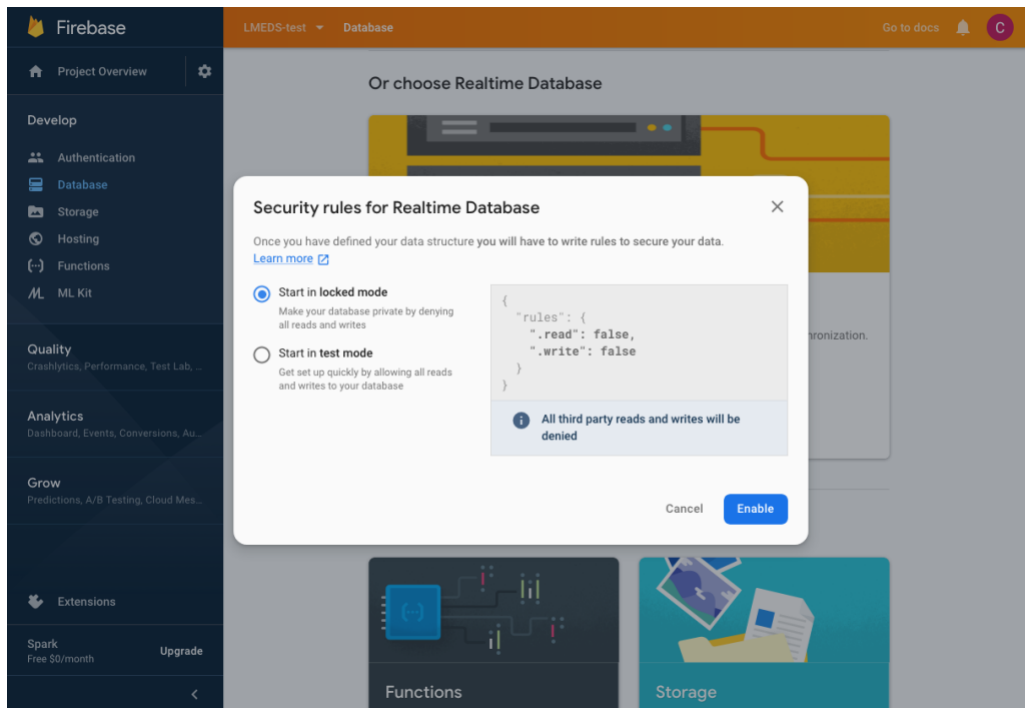 Firebase
LMEDS-test
Database
Go to docs
C
Project Overview
Develop
Authentication
Database
Storage
Hosting
Functions
ML Kit
Quality
Crashlytics, Performance, Test Lab, ...
Analytics
Dashboard, Events, Conversions, Au...
Grow
Predictions, A/B Testing, Cloud Mes...
Extensions
Spark
Free $0/month
Upgrade
Or choose Realtime Database
Security rules for Realtime Database
Once you have defined your data structure you will have to write rules to secure your data.
Learn more
Start in locked mode
Make your database private by denying
all reads and writes
Start in test mode
Get set up quickly by allowing all reads
and writes to your database
{
"rules": {
".read": false,
".write": false
}
}
All third party reads and writes will be
denied
Cancel
Enable
Functions
Storage